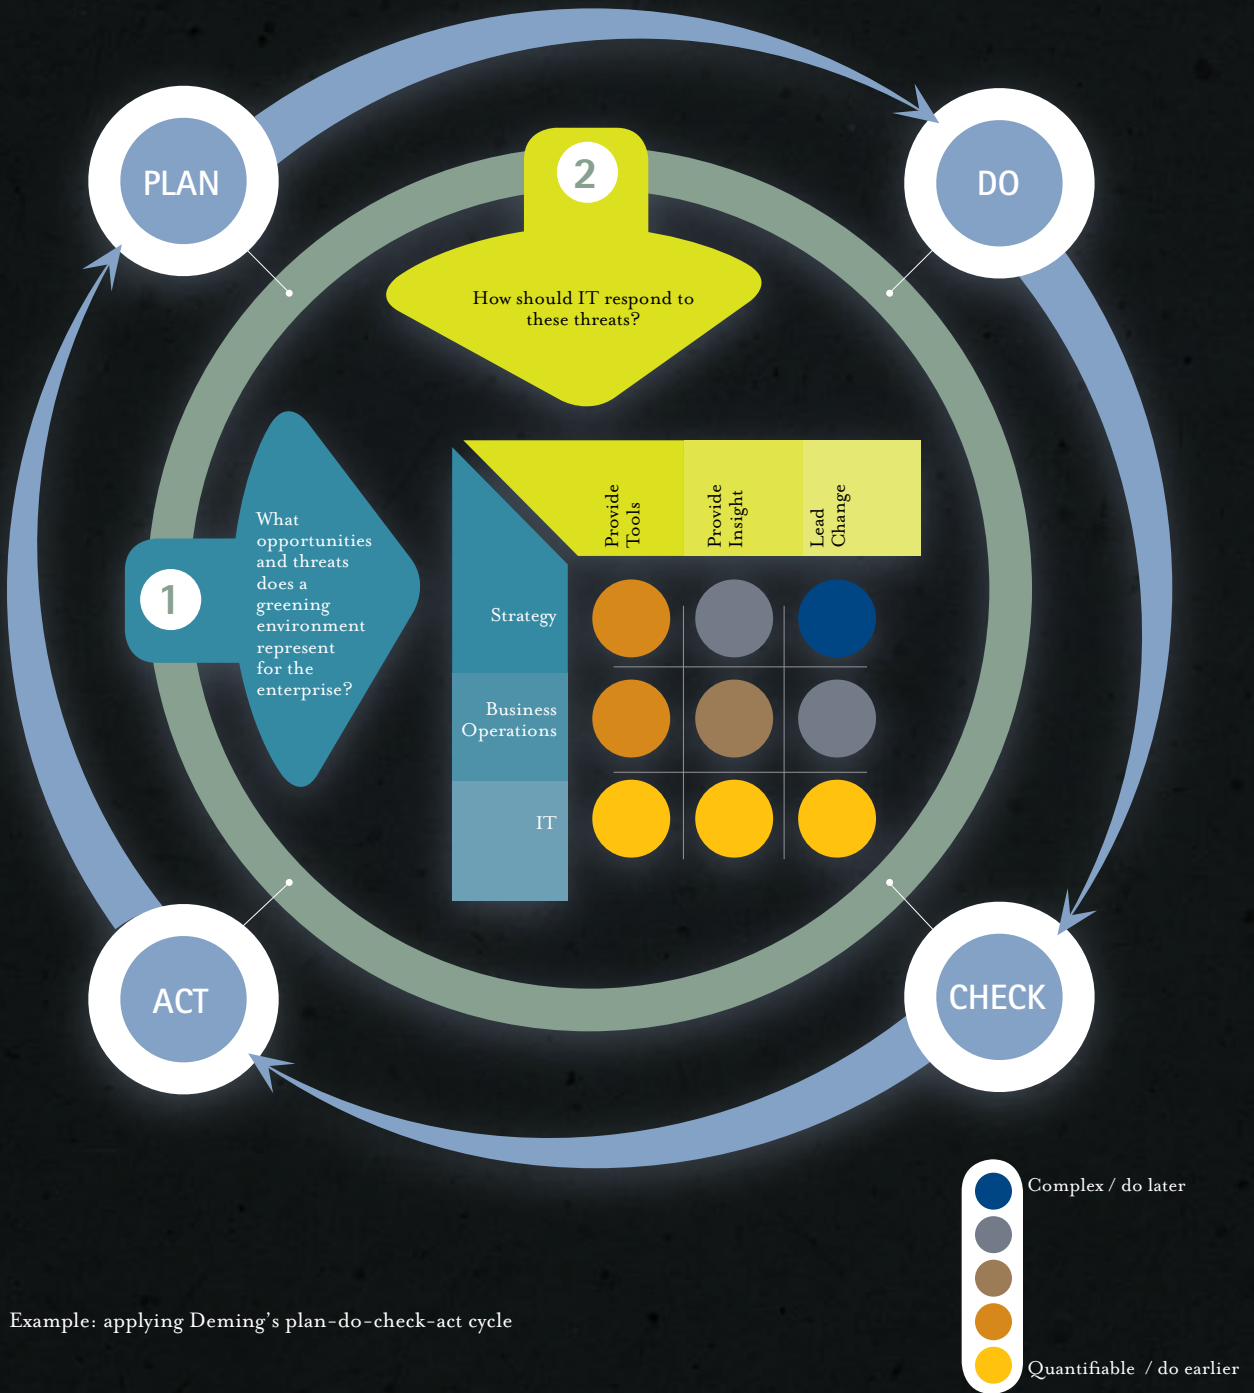 PLAN
DO
2
How should IT respond to
these threats?
1
What
opportunities
and threats
does a
greening
environment
represent
for the
enterprise?
Provide
Tools
Provide
Insight
Lead
Change
Strategy
Business
Operations
IT
ACT
CHECK
Complex / do later
Quantifiable / do earlier
Example: applying Deming’s plan-do-check-act cycle